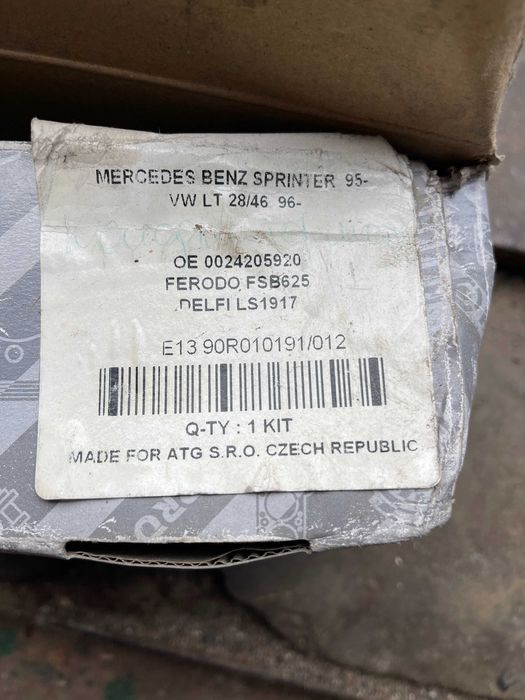 MERCEDES BENZ SPRINTER 95-
VW LT 28/46 96-
OE 0024205920
FERODO FSB625
DELFI LS1917
E13 90R010191/012
Q-TY : 1 KIT
MADE FOR ATG S.R.O. CZECH REPUBLIC